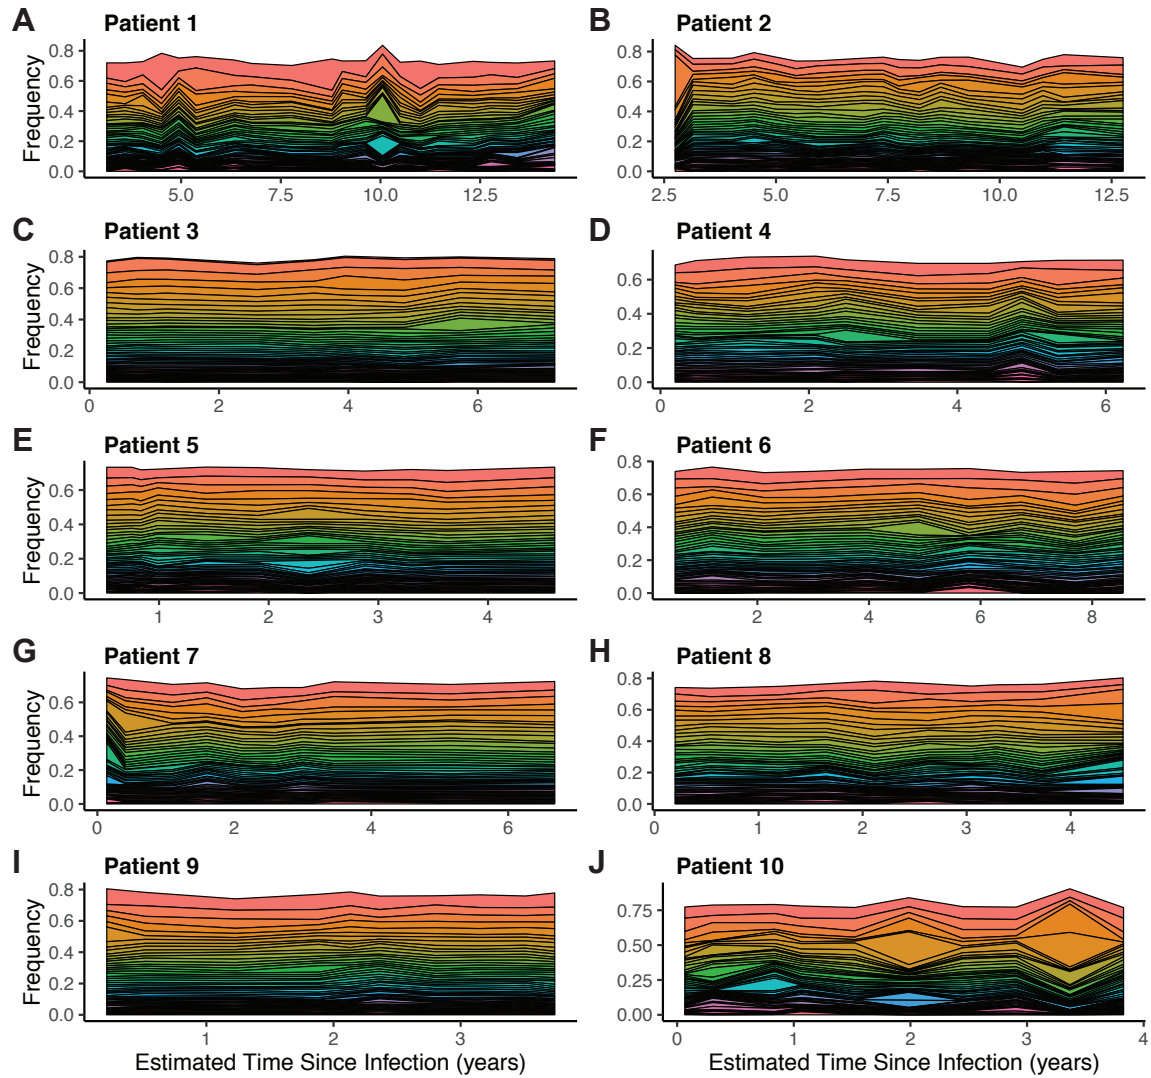 A Patient 1
Frequency
0.8
0.6
0.4
0.2
0.0
5.0 7.5 10.0 12.5
B Patient 2
0.8
0.6
0.4
0.2
0.0
2.5 5.0 7.5 10.0 12.5
C Patient 3
Frequency
0.8
0.6
0.4
0.2
0.0
0 2 4 6
D Patient 4
0.6
0.4
0.2
0.0
0 2 4 6
E Patient 5
Frequency
0.6
0.4
0.2
0.0
1 2 3 4
F Patient 6
0.8
0.6
0.4
0.2
0.0
2 4 6 8
G Patient 7
Frequency
0.6
0.4
0.2
0.0
0 2 4 6
H Patient 8
0.8
0.6
0.4
0.2
0.0
0 1 2 3 4
I Patient 9
Frequency
0.8
0.6
0.4
0.2
0.0
1 2 3
Estimated Time Since Infection (years)
J Patient 10
0.75
0.50
0.25
0.00
0 1 2 3 4
Estimated Time Since Infection (years)